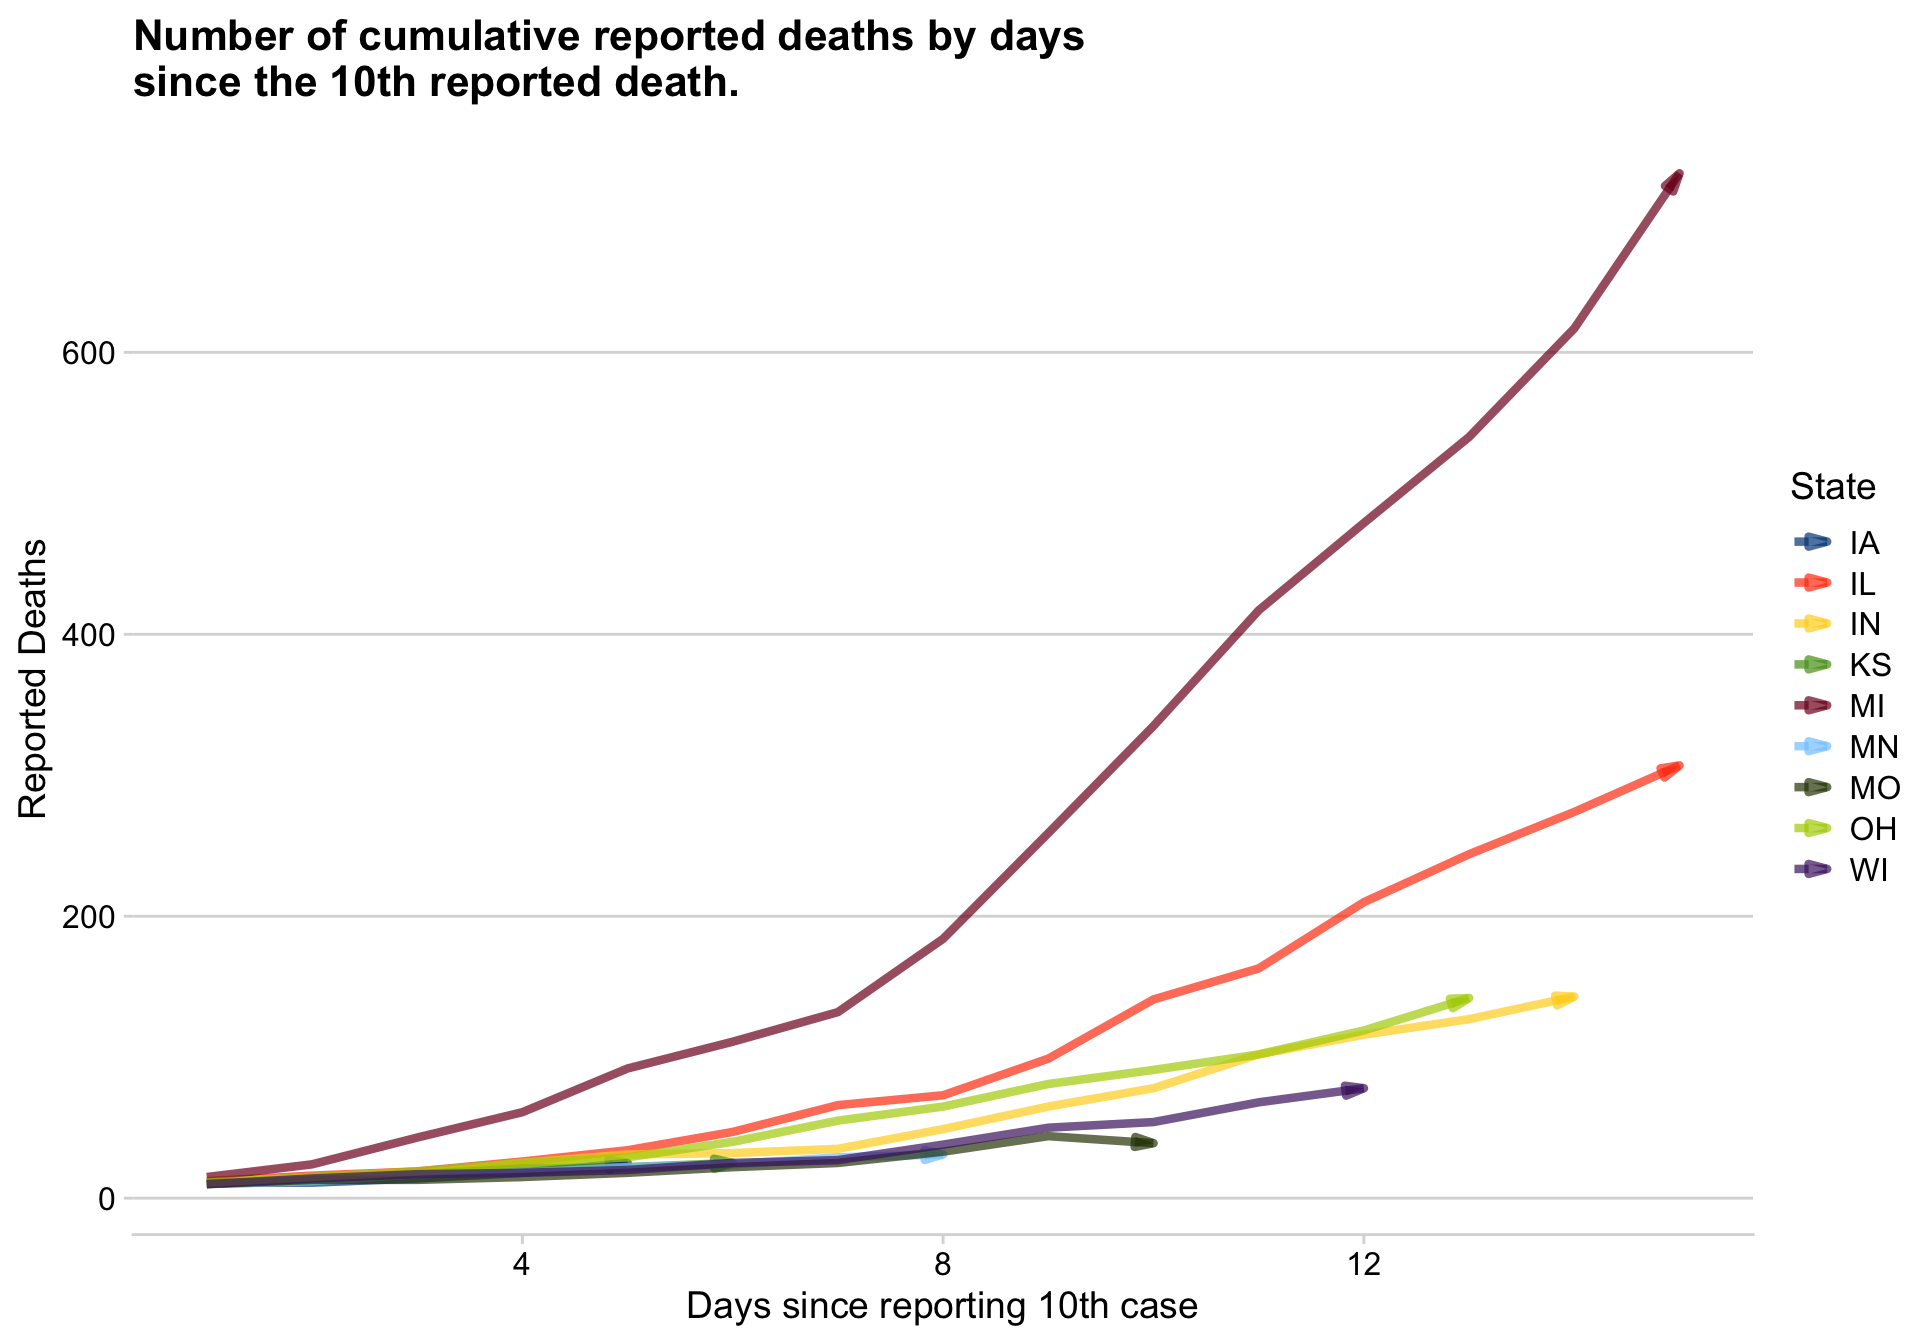 Number of cumulative reported deaths by days
since the 10th reported death.
600
400
200
0
Reported Deaths
4
8
12
Days since reporting 10th case
State
IA
IL
IN
KS
MI
MN
MO
OH
WI